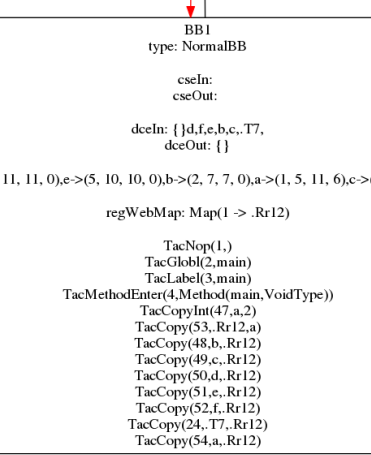 BB1
type: NormalBB
cseIn:
cseOut:
dceIn: {}d,f,e,b,c,.T7,
dceOut: {}
11, 11, 0),e->(5, 10, 10, 0),b->(2, 7, 7, 0),a->(1, 5, 11, 6),c->(
regWebMap: Map(1 -> .Rr12)
TacNop(1,)
TacGlobl(2,main)
TacLabel(3,main)
TacMethodEnter(4,Method(main,VoidType))
TacCopyInt(47,a,2)
TacCopy(53,.Rr12,a)
TacCopy(48,b,.Rr12)
TacCopy(49,c,.Rr12)
TacCopy(50,d,.Rr12)
TacCopy(51,e,.Rr12)
TacCopy(52,f,.Rr12)
TacCopy(24,.T7,.Rr12)
TacCopy(54,a,.Rr12)